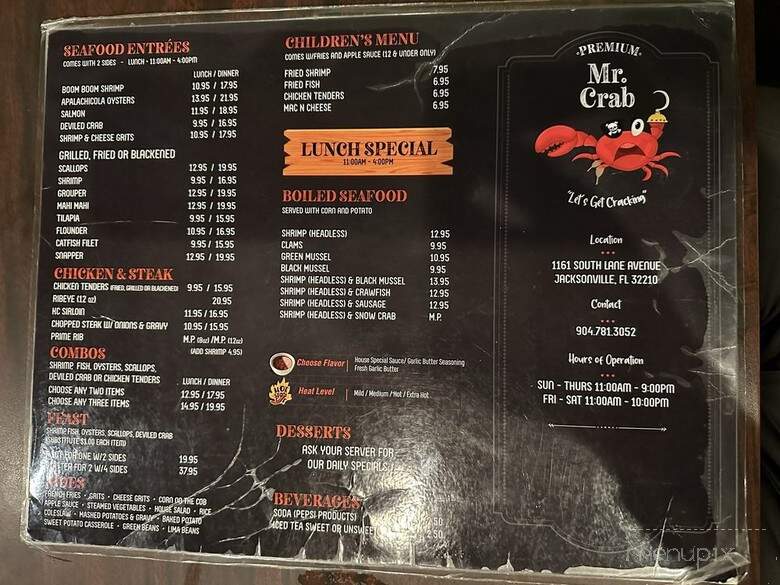 SEAFOOD ENTRÉES
COMES WITH 2 SIDES - LUNCH - 11:00AM - 4:00PM
LUNCH / DINNER
BOOM BOOM SHRIMP 10.95 / 17.95
APALACHICOLA OYSTERS 13.95 / 21.95
SALMON 11.95 / 18.95
DEVILED CRAB 9.95 / 16.95
SHRIMP & CHEESE GRITS 10.95 / 17.95
GRILLED, FRIED OR BLACKENED
SCALLOPS 12.95 / 19.95
SHRIMP 9.95 / 16.95
GROUPER 12.95 / 19.95
MAHI MAHI 12.95 / 19.95
TILAPIA 9.95 / 15.95
FLOUNDER 10.95 / 16.95
CATFISH FILET 9.95 / 15.95
SNAPPER 12.95 / 19.95
CHICKEN & STEAK
CHICKEN TENDERS (FRIED, GRILLED OR BLACKENED) 9.95 / 15.95
RIBEYE (12 oz) 20.95
KC SIRLOIN 11.95 / 16.95
CHOPPED STEAK W/ ONIONS & GRAVY 10.95 / 15.95
PRIME RIB M.P. (8oz) / M.P. (12oz)
(ADD SHRIMP 4.95)
COMBOS
SHRIMP, FISH, OYSTERS, SCALLOPS,
DEVILED CRAB OR CHICKEN TENDERS LUNCH / DINNER
CHOOSE ANY TWO ITEMS 12.95 / 17.95
CHOOSE ANY THREE ITEMS 14.95 / 19.95
FEAST
SHRIMP, FISH, OYSTERS, SCALLOPS, DEVILED CRAB
(SUBSTITUTE $1.00 EACH ITEM)
FOR ONE W/2 SIDES 19.95
FOR 2 W/4 SIDES 37.95
SIDES
FRENCH FRIES • GRITS • CHEESE GRITS • CORN ON THE COB
APPLE SAUCE • STEAMED VEGETABLES • HOUSE SALAD • RICE
COLESLAW • MASHED POTATOES & GRAVY • BAKED POTATO
SWEET POTATO CASSEROLE • GREEN BEANS • LIMA BEANS
CHILDREN'S MENU
COMES W/FRIES AND APPLE SAUCE (12 & UNDER ONLY)
FRIED SHRIMP 7.95
FRIED FISH 6.95
CHICKEN TENDERS 6.95
MAC N CHEESE 6.95
LUNCH SPECIAL
11:00AM - 4:00PM
BOILED SEAFOOD
SERVED WITH CORN AND POTATO
SHRIMP (HEADLESS) 12.95
CLAMS 9.95
GREEN MUSSEL 10.95
BLACK MUSSEL 9.95
SHRIMP (HEADLESS) & BLACK MUSSEL 13.95
SHRIMP (HEADLESS) & CRAWFISH 12.95
SHRIMP (HEADLESS) & SAUSAGE 12.95
SHRIMP (HEADLESS) & SNOW CRAB M.P.
Choose Flavor House Special Sauce/ Garlic Butter Seasoning
Fresh Garlic Butter
HOT
Heat Level Mild / Medium / Hot / Extra Hot
DESSERTS
ASK YOUR SERVER FOR
OUR DAILY SPECIALS
BEVERAGES
SODA (PEPSI PRODUCTS) .50
ICED TEA SWEET OR UNSWEET .50
PREMIUM
Mr.
Crab
"Let's Get Cracking"
Location
1161 SOUTH LANE AVENUE
JACKSONVILLE, FL 32210
Contact
904.781.3052
Hours of Operation
SUN - THURS 11:00AM - 9:00PM
FRI - SAT 11:00AM - 10:00PM
menupix